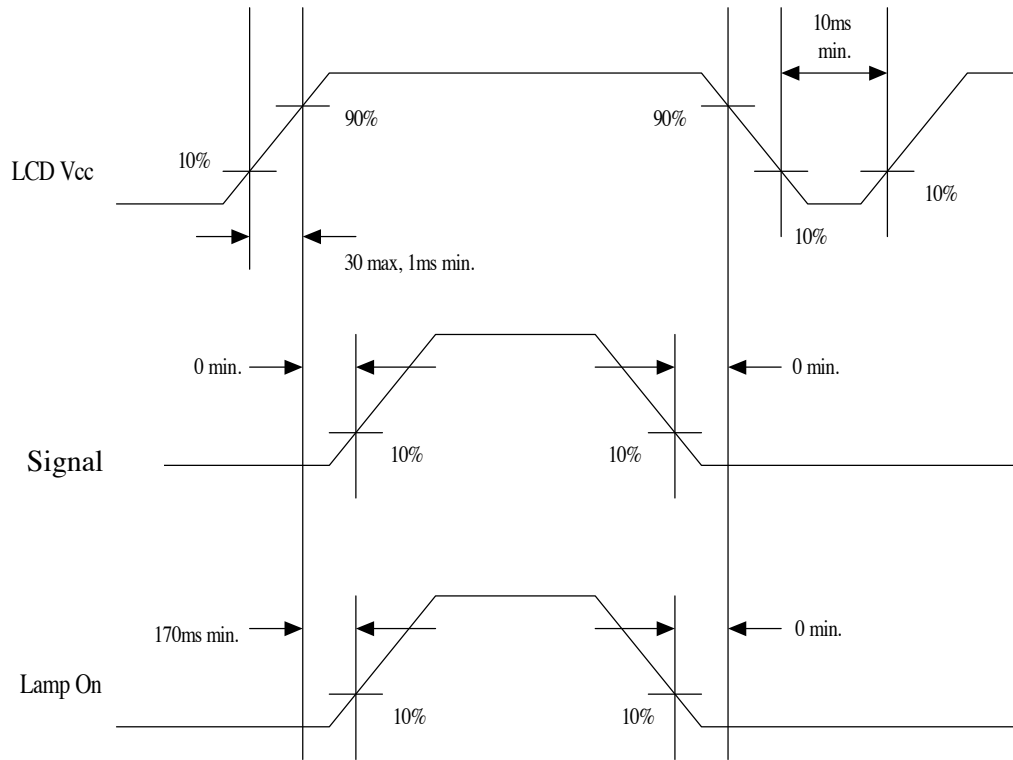 10ms
min.
90%
90%
10%
LCD Vcc
10%
10%
30 max, 1ms min.
0 min.
0 min.
10%
10%
Signal
170ms min.
0 min.
Lamp On
10%
10%